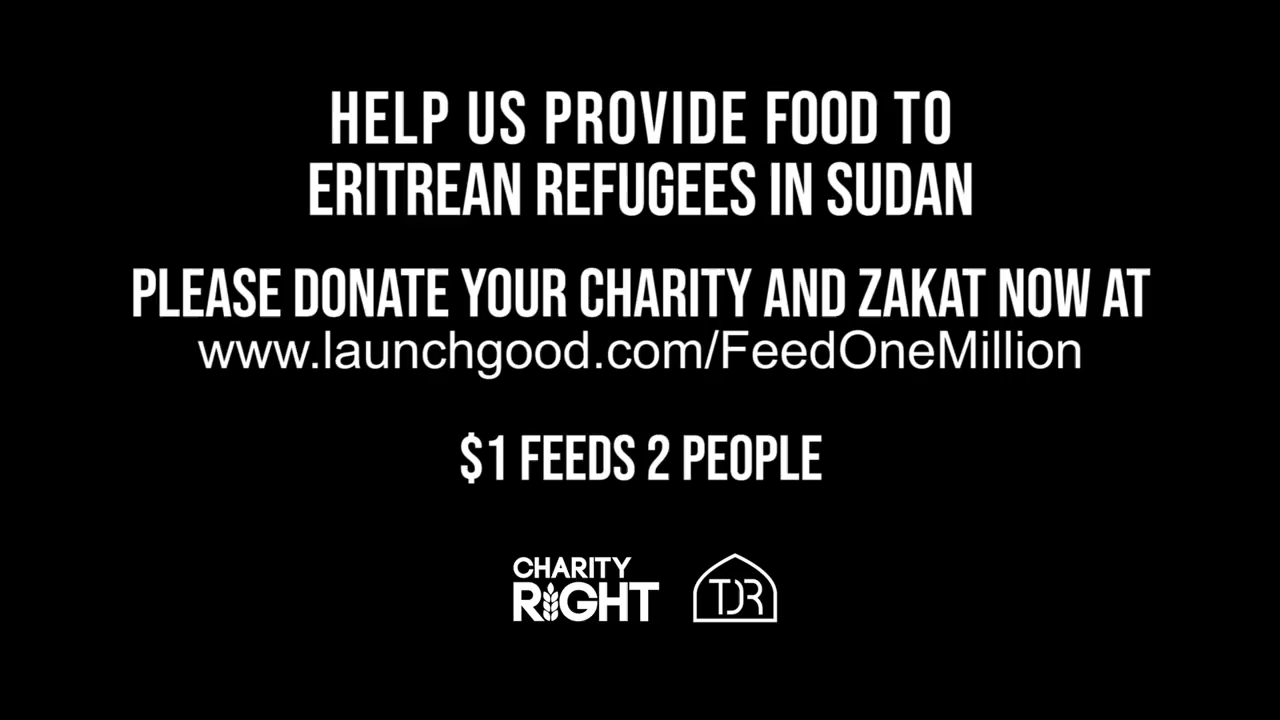 HELP US PROVIDE FOOD TO
ERITREAN REFUGEES IN SUDAN
PLEASE DONATE YOUR CHARITY AND ZAKAT NOW AT
www.launchgood.com/FeedOneMillion
$1 FEEDS 2 PEOPLE
CHARITY
RIGHT
TDR